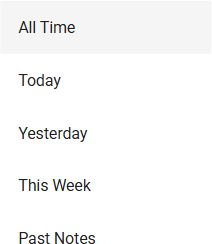 All Time
Today
Yesterday
This Week
Past Notes